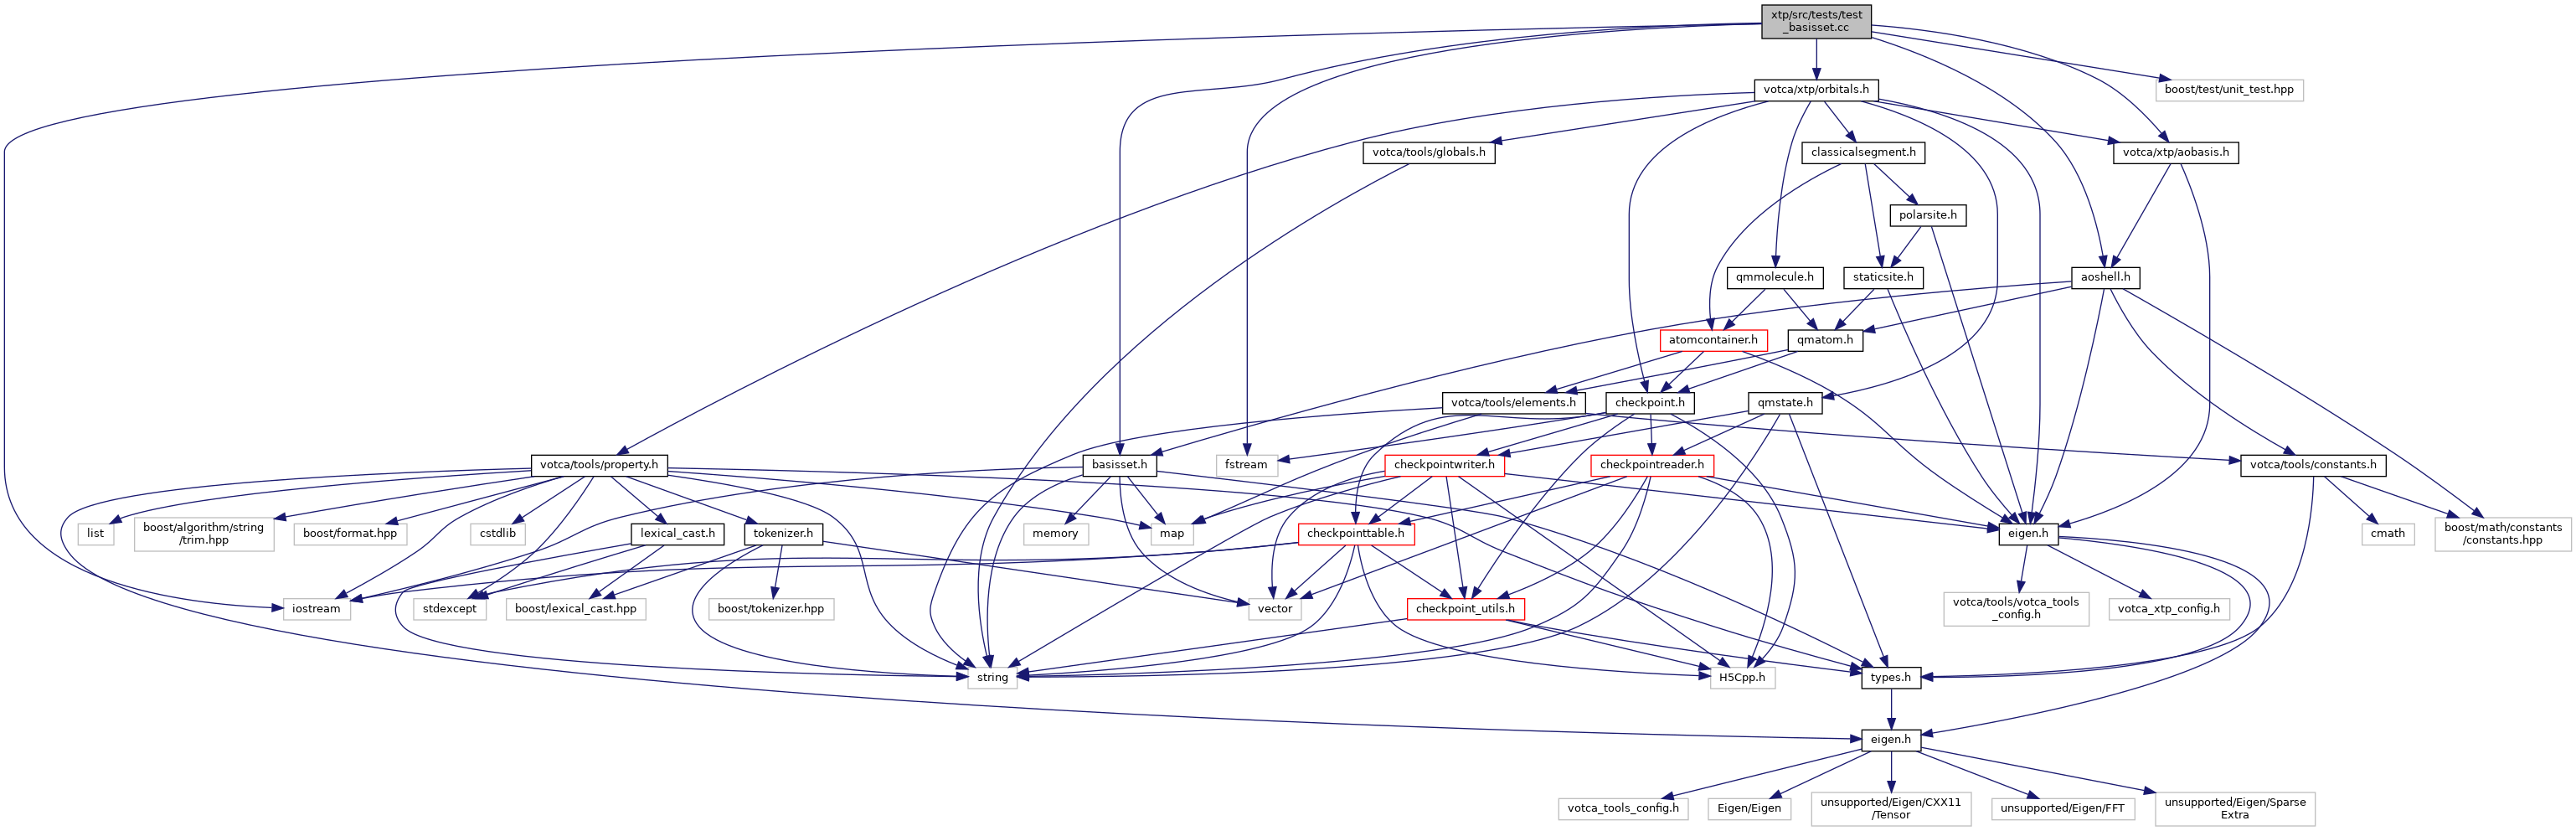 xtp/src/tests/test
_basisset.cc
votca/xtp/orbitals.h
boost/test/unit_test.hpp
votca/tools/globals.h
classicalsegment.h
votca/xtp/aobasis.h
polarsite.h
qmmolecule.h
staticsite.h
aoshell.h
atomcontainer.h
qmatom.h
votca/tools/elements.h
checkpoint.h
qmstate.h
votca/tools/property.h
basisset.h
fstream
checkpointwriter.h
checkpointreader.h
votca/tools/constants.h
list
boost/algorithm/string
/trim.hpp
boost/format.hpp
cstdlib
lexical_cast.h
tokenizer.h
memory
map
checkpointtable.h
eigen.h
cmath
boost/math/constants
/constants.hpp
iostream
stdexcept
boost/lexical_cast.hpp
boost/tokenizer.hpp
vector
checkpoint_utils.h
votca/tools/votca_tools
_config.h
votca_xtp_config.h
string
H5Cpp.h
types.h
eigen.h
votca_tools_config.h
Eigen/Eigen
unsupported/Eigen/CXX11
/Tensor
unsupported/Eigen/FFT
unsupported/Eigen/Sparse
Extra